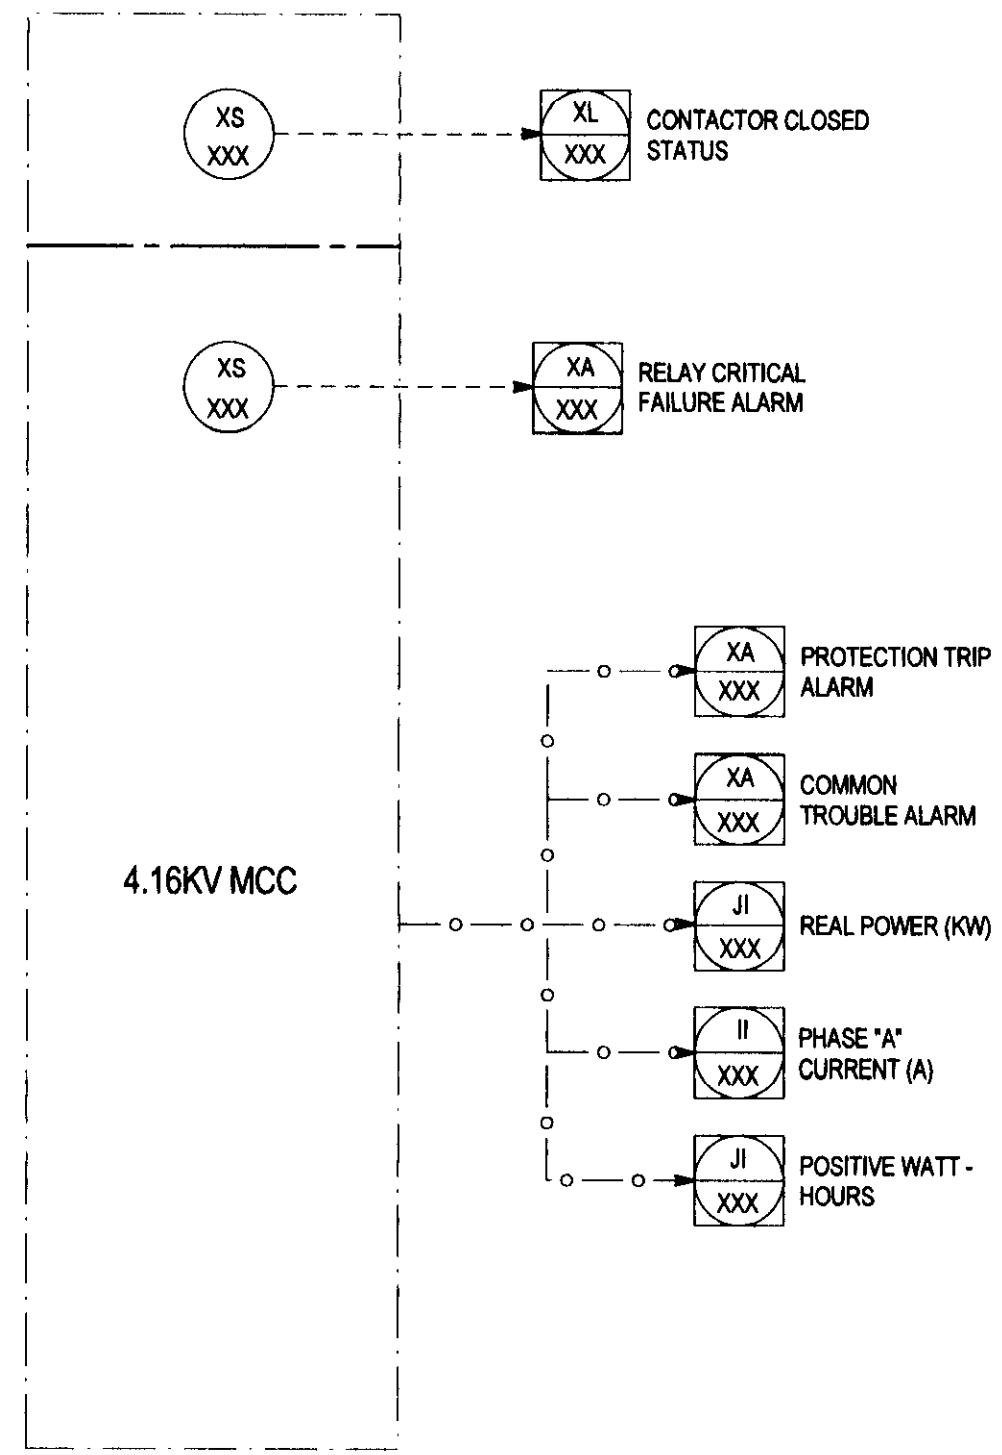 XS
XXX
XL
XXX
CONTACTOR CLOSED
STATUS
XS
XXX
XA
XXX
RELAY CRITICAL
FAILURE ALARM
XA
XXX
PROTECTION TRIP
ALARM
XA
XXX
COMMON
TROUBLE ALARM
4.16KV MCC
JI
XXX
REAL POWER (KW)
II
XXX
PHASE "A"
CURRENT (A)
JI
XXX
POSITIVE WATT -
HOURS